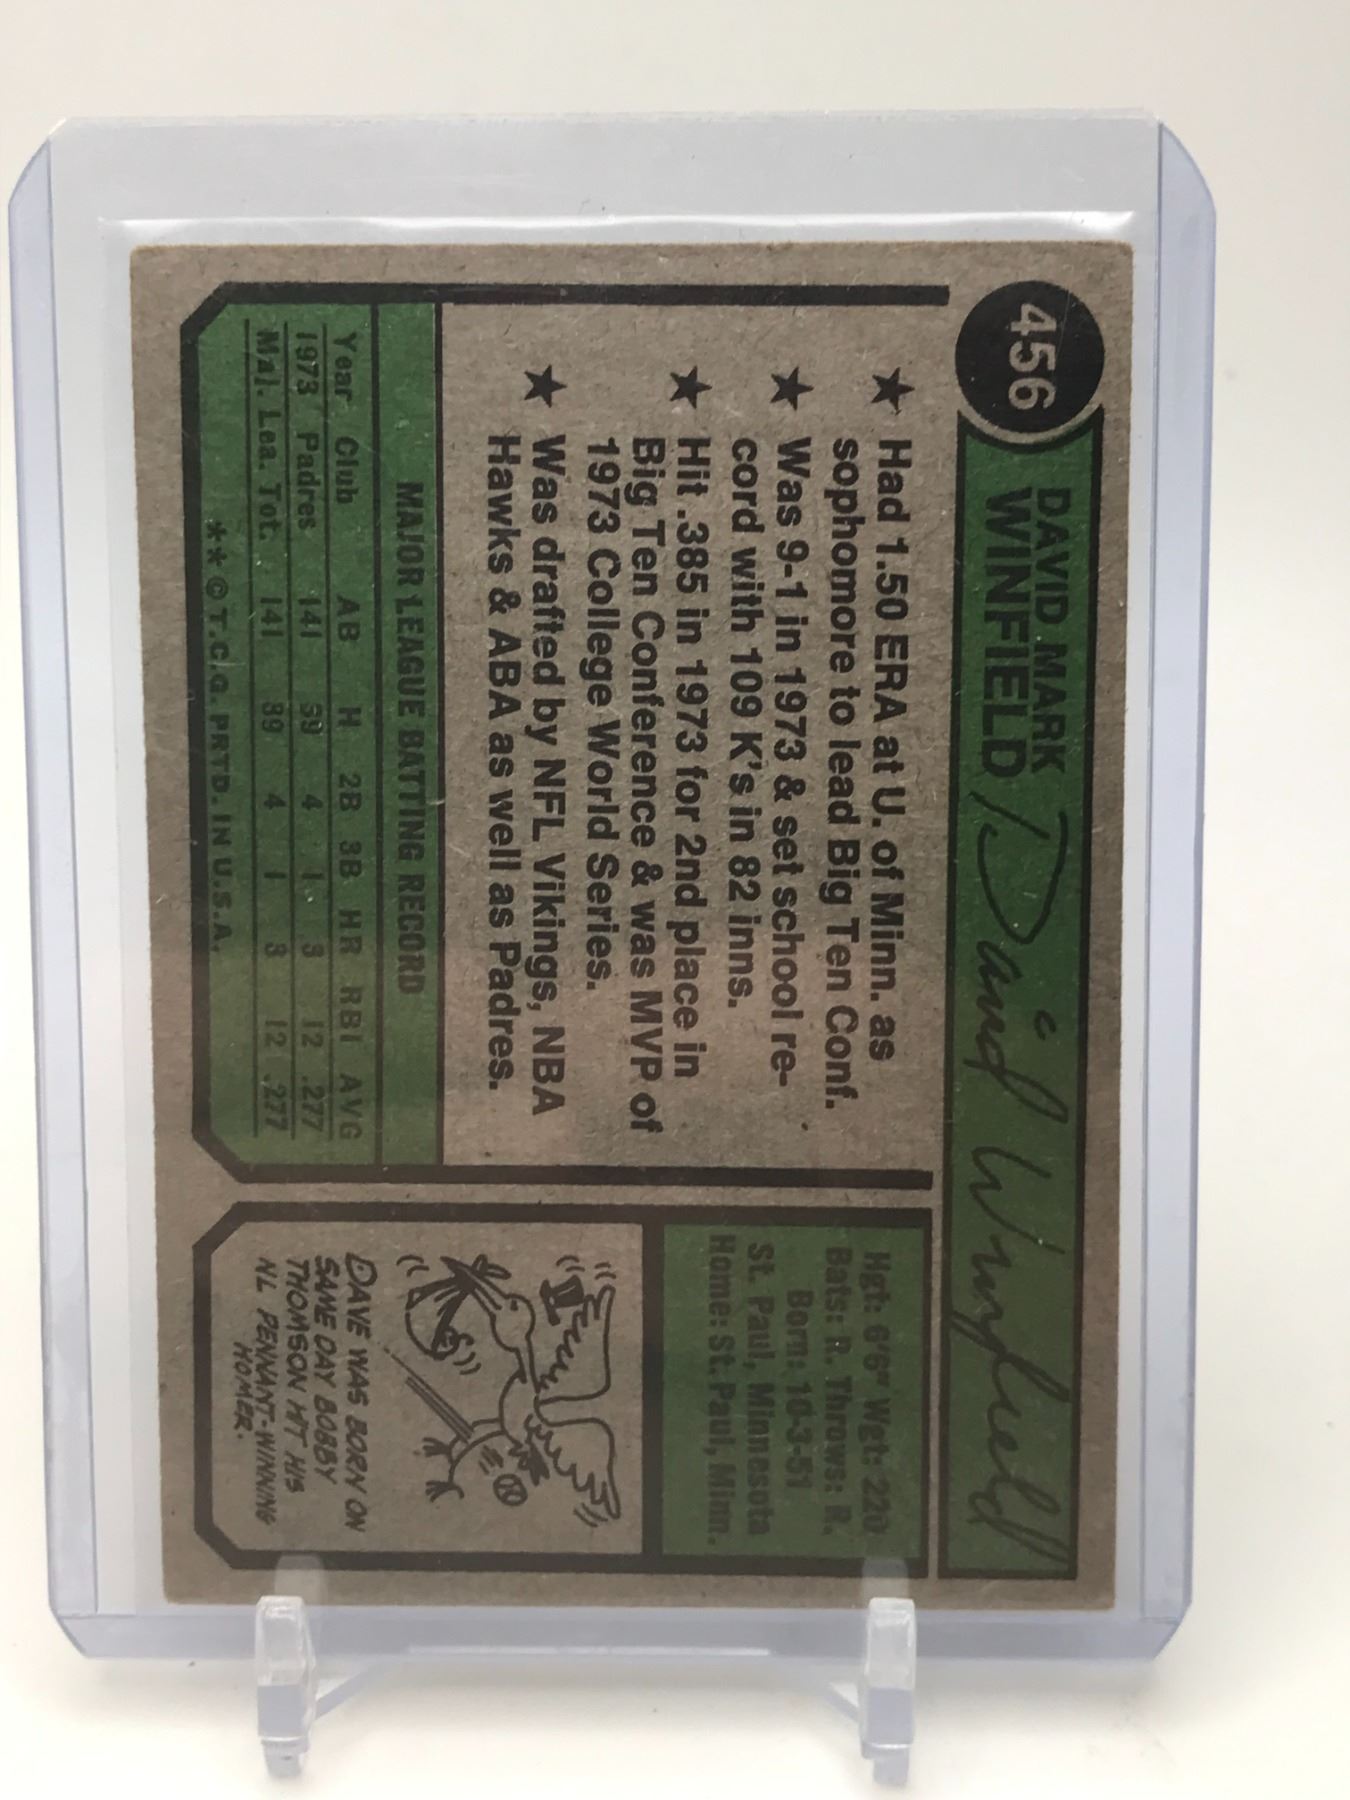 456
DAVID MARK
WINFIELD
David Winfield
★ Had 1.50 ERA at U. of Minn. as
sophomore to lead Big Ten Conf.
★ Was 9-1 in 1973 & set school re-
cord with 109 K's in 82 inns.
★ Hit .385 in 1973 for 2nd place in
Big Ten Conference & was MVP of
1973 College World Series.
★ Was drafted by NFL Vikings, NBA
Hawks & ABA as well as Padres.
MAJOR LEAGUE BATTING RECORD
Year Club AB H 2B 3B HR RBI AVG
1973 Padres 141 39 4 1 3 12 .277
Maj. Lea. Tot. 141 39 4 1 3 12 .277
**©T.C.G. PRTD. IN U.S.A.
Hgt: 6'6" Wgt: 220
Bats: R. Throws: R.
Born: 10-3-51
St. Paul, Minnesota
Home: St. Paul, Minn.
DAVE WAS BORN ON
SAME DAY BOBBY
THOMSON HIT HIS
NL PENNANT-WINNING
HOMER.